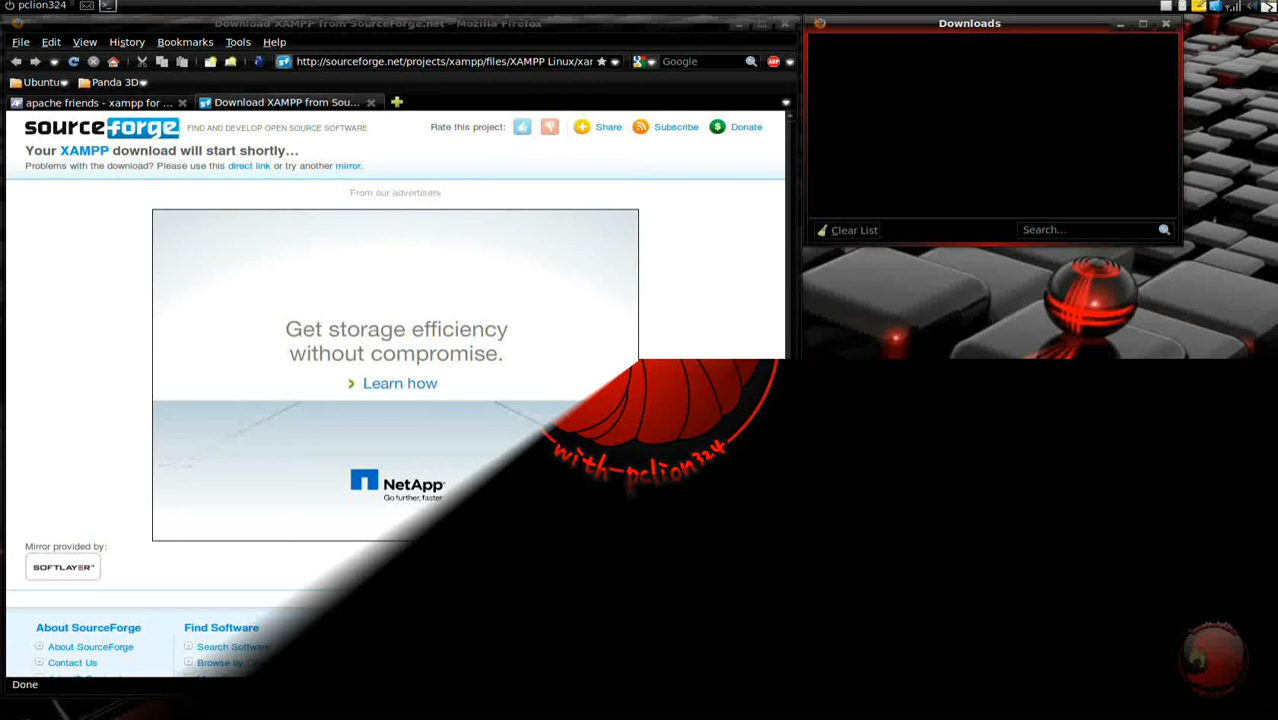 pclion324
Download XAMPP from SourceForge.net - Mozilla Firefox
Downloads
File Edit View History Bookmarks Tools Help
http://sourceforge.net/projects/xampp/files/XAMPP Linux/xar
Google
ABP
Ubuntu
Panda 3D
apache friends - xampp for ...
Download XAMPP from Sou...
sourceforge
FIND AND DEVELOP OPEN SOURCE SOFTWARE
Rate this project:
Share
Subscribe
Donate
Your XAMPP download will start shortly...
Problems with the download? Please use this direct link or try another mirror.
From our advertisers
Clear List
Search...
Get storage efficiency
without compromise.
Learn how
with-pclion324
NetApp
Go further, faster
Mirror provided by:
SOFTLAYER
About SourceForge
Find Software
About SourceForge
Search Software
Contact Us
Browse by
Done